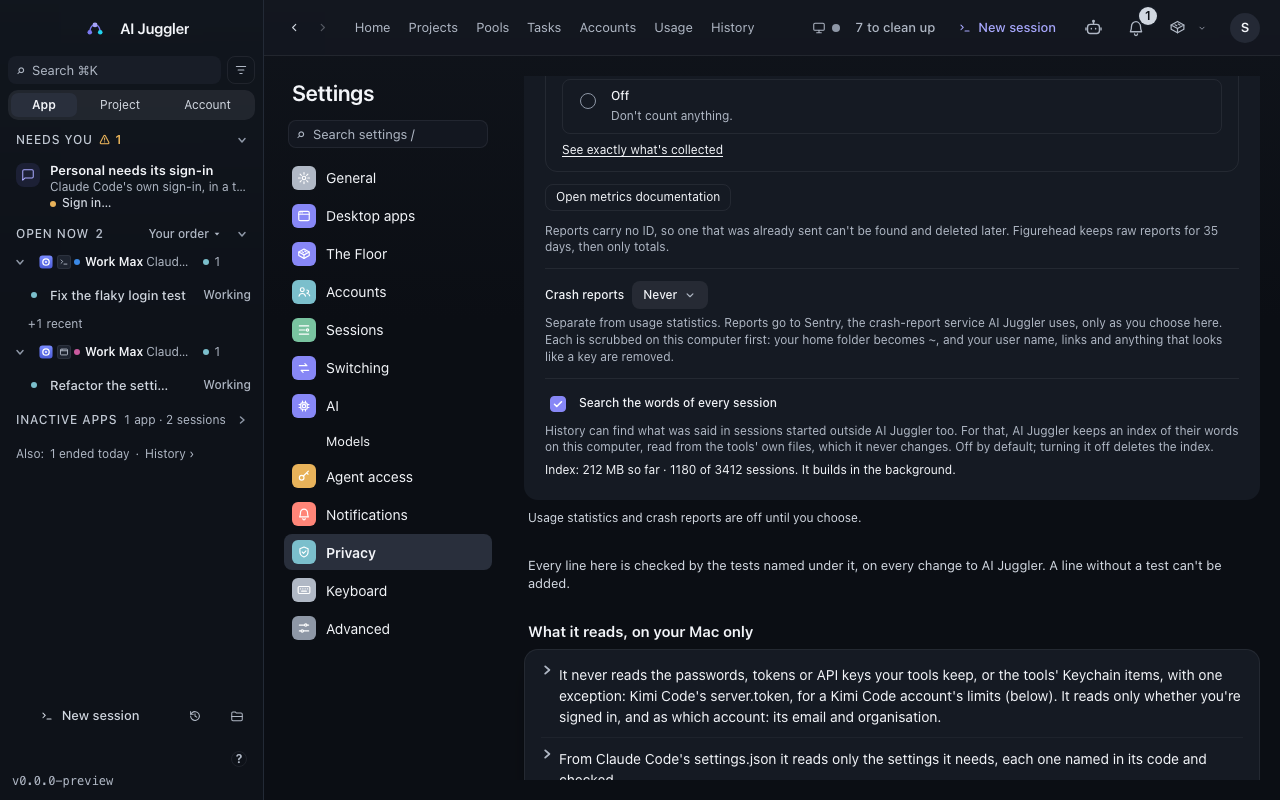 AI Juggler
Search ⌘K
App
Project
Account
NEEDS YOU
1
Personal needs its sign-in
Claude Code's own sign-in, in a t…
Sign in…
OPEN NOW 2
Your order
Work Max Claud…
1
Fix the flaky login test
Working
+1 recent
Work Max Claud…
1
Refactor the setti…
Working
INACTIVE APPS
1 app · 2 sessions
Also: 1 ended today · History ›
New session
?
v0.0.0-preview
Home
Projects
Pools
Tasks
Accounts
Usage
History
7 to clean up
New session
1
S
Settings
Search settings /
General
Desktop apps
The Floor
Accounts
Sessions
Switching
AI
Models
Agent access
Notifications
Privacy
Keyboard
Advanced
Off
Don't count anything.
See exactly what's collected
Open metrics documentation
Reports carry no ID, so one that was already sent can't be found and deleted later. Figurehead keeps raw reports for 35
days, then only totals.
Crash reports
Never
Separate from usage statistics. Reports go to Sentry, the crash-report service AI Juggler uses, only as you choose here.
Each is scrubbed on this computer first: your home folder becomes ~, and your user name, links and anything that looks
like a key are removed.
Search the words of every session
History can find what was said in sessions started outside AI Juggler too. For that, AI Juggler keeps an index of their words
on this computer, read from the tools' own files, which it never changes. Off by default; turning it off deletes the index.
Index: 212 MB so far · 1180 of 3412 sessions. It builds in the background.
Usage statistics and crash reports are off until you choose.
Every line here is checked by the tests named under it, on every change to AI Juggler. A line without a test can't be
added.
What it reads, on your Mac only
It never reads the passwords, tokens or API keys your tools keep, or the tools' Keychain items, with one
exception: Kimi Code's server.token, for a Kimi Code account's limits (below). It reads only whether you're
signed in, and as which account: its email and organisation.
From Claude Code's settings.json it reads only the settings it needs, each one named in its code and
checked.